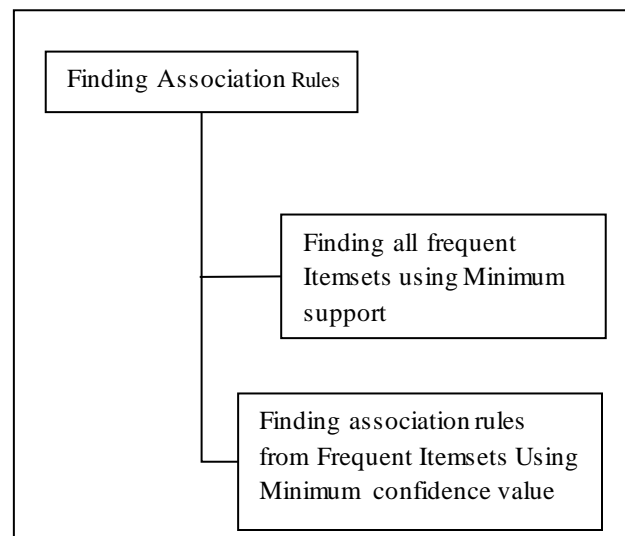 Finding Association Rules
Finding all frequent
Itemsets using Minimum
support
Finding association rules
from Frequent Itemsets Using
Minimum confidence value